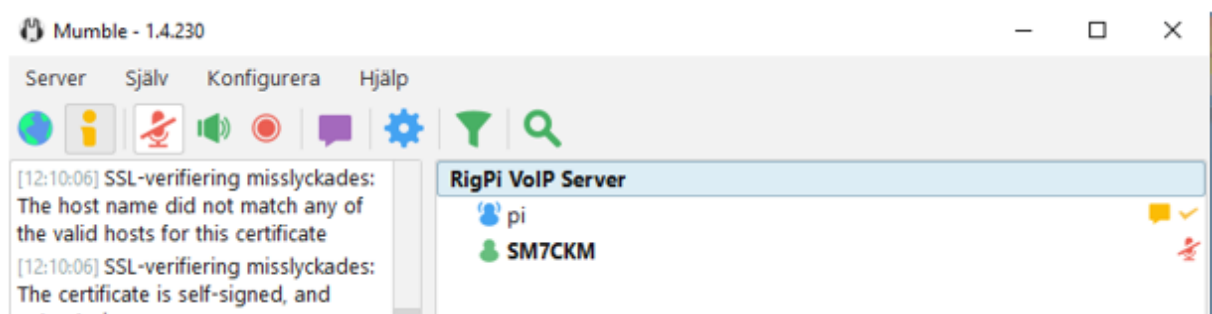 Mumble - 1.4.230
Server Själv Konfigurera Hjälp
[12:10:06] SSL-verifiering misslyckades:
The host name did not match any of
the valid hosts for this certificate
[12:10:06] SSL-verifiering misslyckades:
The certificate is self-signed, and
RigPi VoIP Server
pi
SM7CKM